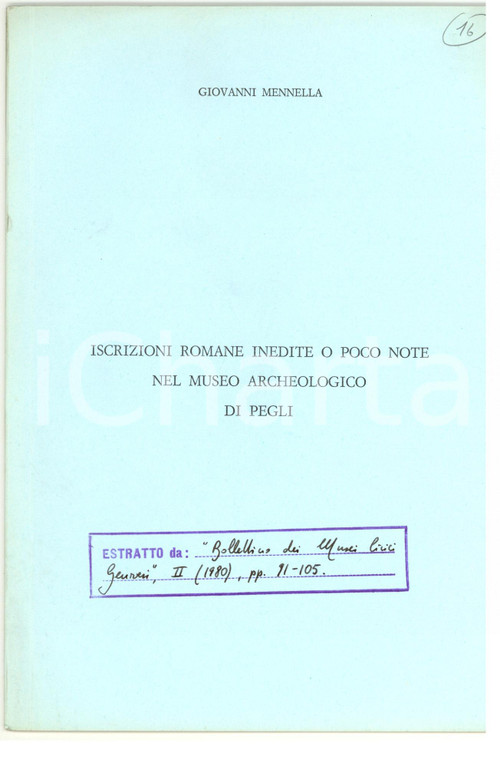 16
GIOVANNI MENNELLA
ISCRIZIONI ROMANE INEDITE O POCO NOTE
NEL MUSEO ARCHEOLOGICO
DI PEGLI
iCharta
ESTRATTO da: "Bollettino dei Musei Civici
Genovesi", II (1980), pp. 91-105.